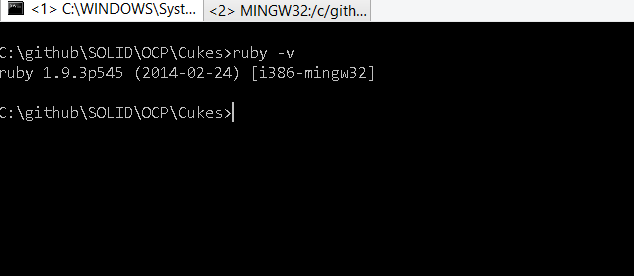 <1> C:\WINDOWS\Syst... <2> MINGW32:/c/gith...
C:\github\SOLID\OCP\Cukes>ruby -v
ruby 1.9.3p545 (2014-02-24) [i386-mingw32]
C:\github\SOLID\OCP\Cukes>